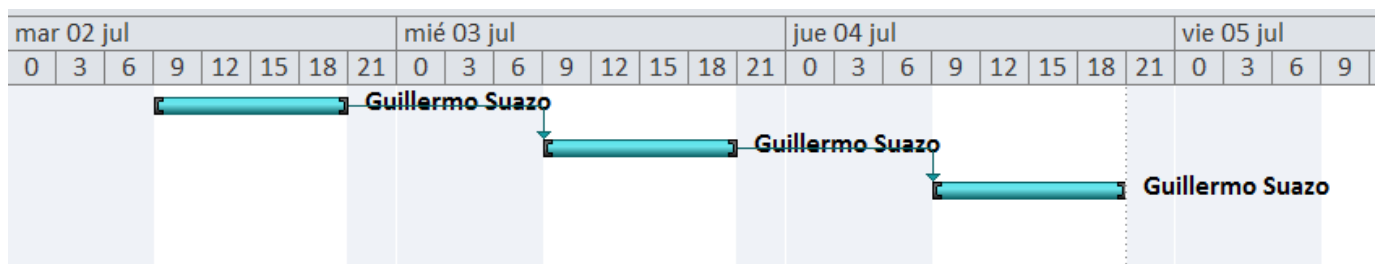 mar 02 jul mié 03 jul jue 04 jul vie 05 jul
0 3 6 9 12 15 18 21 0 3 6 9 12 15 18 21 0 3 6 9 12 15 18 21 0 3 6 9
Guillermo Suazo
Guillermo Suazo
Guillermo Suazo